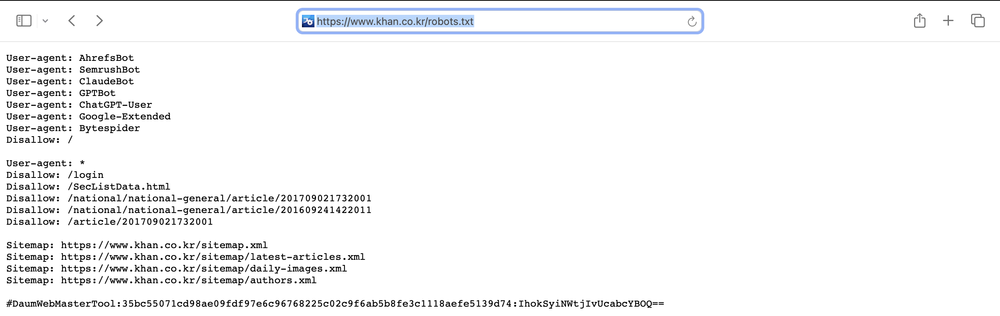 https://www.khan.co.kr/robots.txt
User-agent: AhrefsBot
User-agent: SemrushBot
User-agent: ClaudeBot
User-agent: GPTBot
User-agent: ChatGPT-User
User-agent: Google-Extended
User-agent: Bytespider
Disallow: /
User-agent: *
Disallow: /login
Disallow: /SecListData.html
Disallow: /national/national-general/article/201709021732001
Disallow: /national/national-general/article/201609241422011
Disallow: /article/201709021732001
Sitemap: https://www.khan.co.kr/sitemap.xml
Sitemap: https://www.khan.co.kr/sitemap/latest-articles.xml
Sitemap: https://www.khan.co.kr/sitemap/daily-images.xml
Sitemap: https://www.khan.co.kr/sitemap/authors.xml
#DaumWebMasterTool:35bc55071cd98ae09fdf97e6c96768225c02c9f6ab5b8fe3c1118aefe5139d74:IhokSyiNWtjIvUcabcYBOQ==